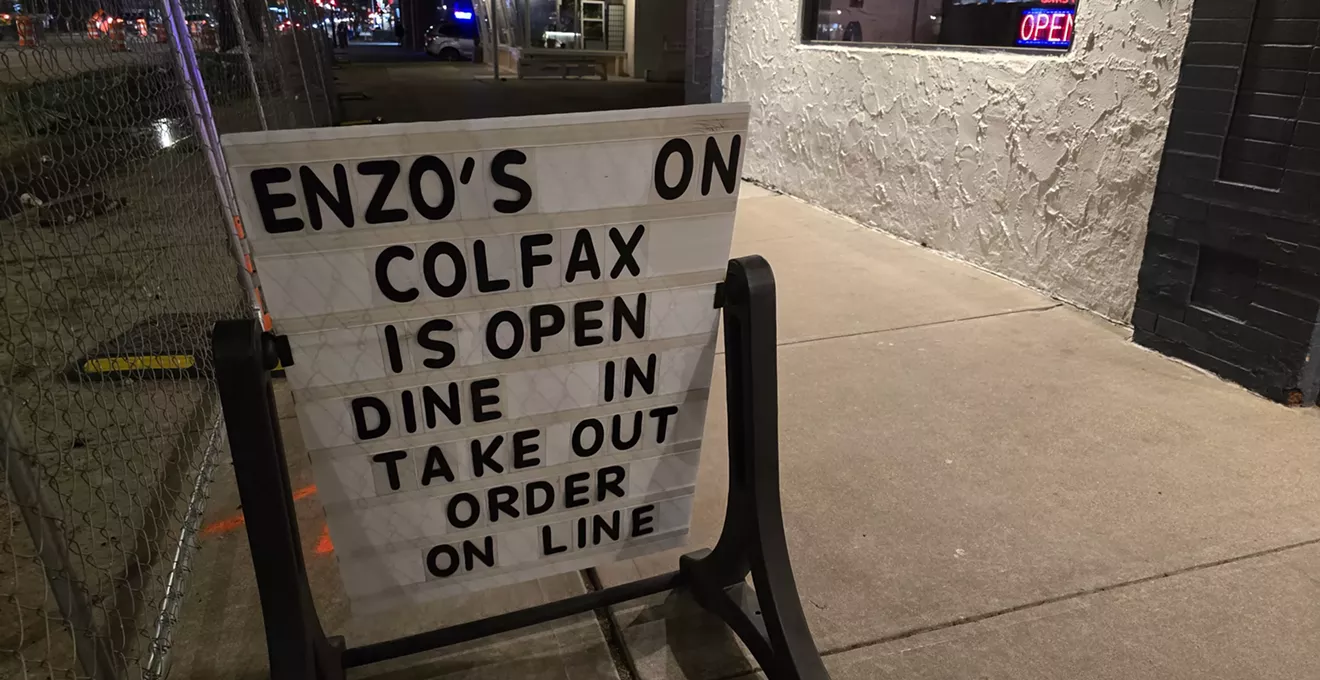 ENZO'S ON
COLFAX
IS OPEN
DINE IN
TAKE OUT
ORDER
ON LINE
OPEN